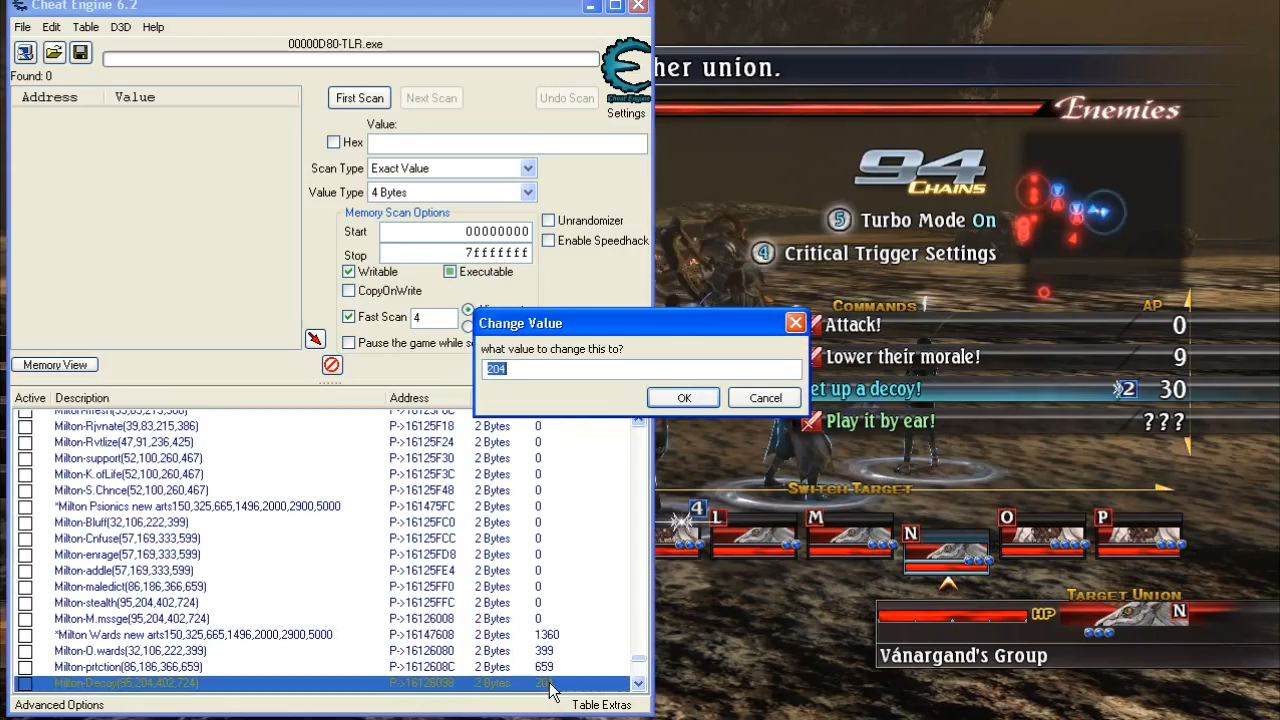 Cheat Engine 6.2
File Edit Table D3D Help
00000D80-TLR.exe
Found: 0
Address Value
First Scan Next Scan Undo Scan
Cheat Engine
Settings
Value:
Hex
Scan Type Exact Value
Value Type 4 Bytes
Memory Scan Options
Start 00000000
Stop 7fffffff
Unrandomizer
Enable Speedhack
Writable Executable
CopyOnWrite
Fast Scan 4
Pause the game while
Memory View
Change Value
what value to change this to?
204
OK Cancel
Active Description Address
2 Bytes 0
Milton-Rjvnate(39,83,215,386) P->16125F18 2 Bytes 0
Milton-Rvtlize(47,91,236,425) P->16125F24 2 Bytes 0
Milton-support(52,100,260,467) P->16125F30 2 Bytes 0
Milton-K.ofLife(52,100,260,467) P->16125F3C 2 Bytes 0
Milton-S.Chnce(52,100,260,467) P->16125F48 2 Bytes 0
*Milton Psionics new arts150,325,665,1496,2000,2900,5000 P->161475FC 2 Bytes 0
Milton-Bluff(32,106,222,399) P->16125FC0 2 Bytes 0
Milton-Cnfuse(57,169,333,599) P->16125FCC 2 Bytes 0
Milton-enrage(57,169,333,599) P->16125FD8 2 Bytes 0
Milton-addle(57,169,333,599) P->16125FE4 2 Bytes 0
Milton-maledict(86,186,366,659) P->16125FF0 2 Bytes 0
Milton-stealth(95,204,402,724) P->16125FFC 2 Bytes 0
Milton-M.mssge(95,204,402,724) P->16126008 2 Bytes 0
*Milton Wards new arts150,325,665,1496,2000,2900,5000 P->16147608 2 Bytes 1360
Milton-O.wards(32,106,222,399) P->16126080 2 Bytes 399
Milton-prtction(86,186,366,659) P->1612608C 2 Bytes 659
Milton-Decoy(95,204,402,724) P->16126098 2 Bytes
Advanced Options Table Extras
her union.
Enemies
94 CHAINS
5 Turbo Mode On
4 Critical Trigger Settings
COMMANDS AP
Attack! 0
Lower their morale! 9
et up a decoy! 2 30
Play it by ear! ???
SWITCH TARGET
4 L M N O P
TARGET UNION
HP N
Vánargand's Group